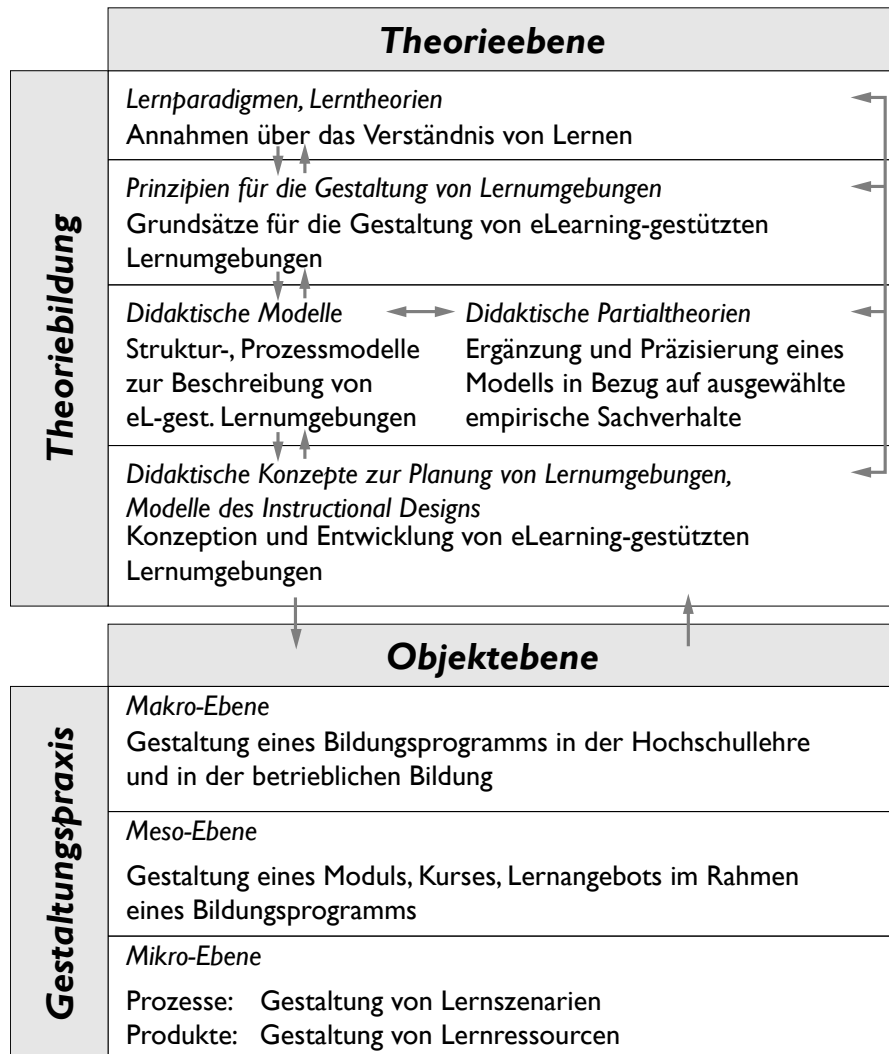 Theorieebene
Theoriebildung
Lernparadigmen, Lerntheorien
Annahmen über das Verständnis von Lernen
Prinzipien für die Gestaltung von Lernumgebungen
Grundsätze für die Gestaltung von eLearning-gestützten
Lernumgebungen
Didaktische Modelle
Struktur-, Prozessmodelle
zur Beschreibung von
eL-gest. Lernumgebungen
Didaktische Partialtheorien
Ergänzung und Präzisierung eines
Modells in Bezug auf ausgewählte
empirische Sachverhalte
Didaktische Konzepte zur Planung von Lernumgebungen,
Modelle des Instructional Designs
Konzeption und Entwicklung von eLearning-gestützten
Lernumgebungen
Objektebene
Gestaltungspraxis
Makro-Ebene
Gestaltung eines Bildungsprogramms in der Hochschullehre
und in der betrieblichen Bildung
Meso-Ebene
Gestaltung eines Moduls, Kurses, Lernangebots im Rahmen
eines Bildungsprogramms
Mikro-Ebene
Prozesse: Gestaltung von Lernszenarien
Produkte: Gestaltung von Lernressourcen